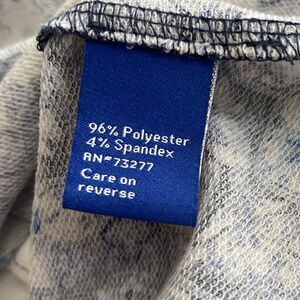 96% Polyester
4% Spandex
RN#73277
Care on
reverse